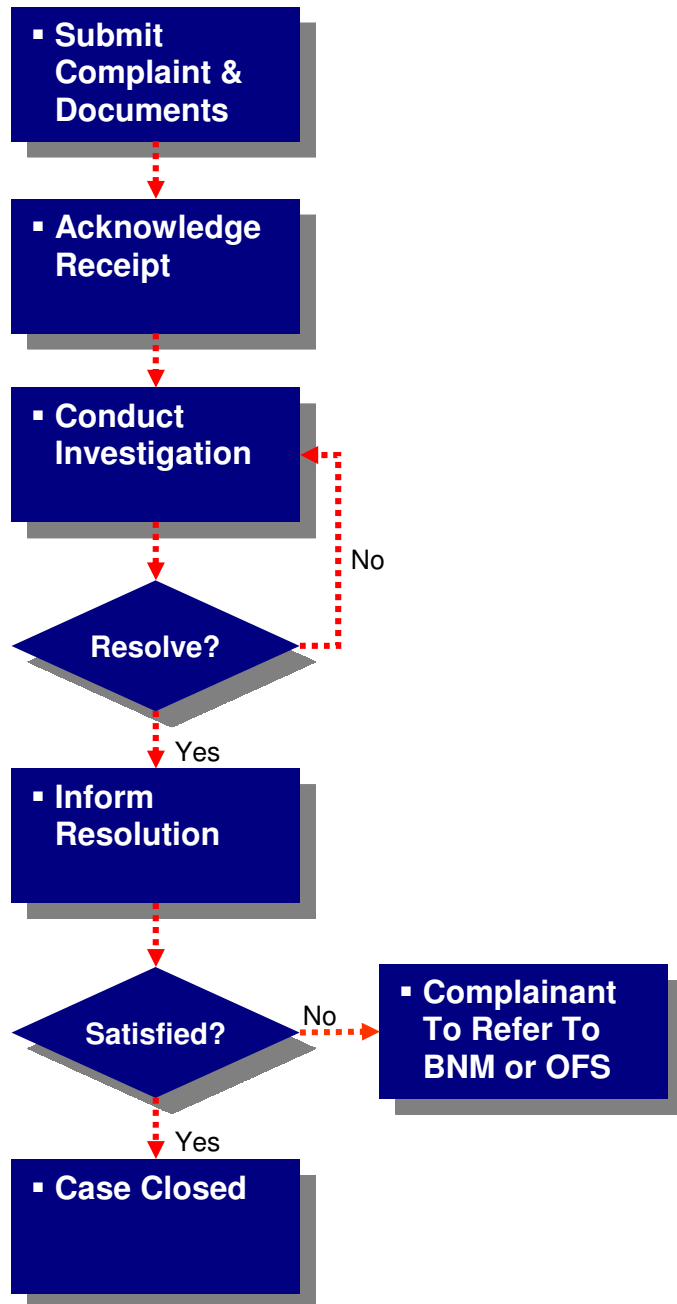 ▪ Submit
Complaint &
Documents
▪ Acknowledge
Receipt
▪ Conduct
Investigation
No
Resolve?
Yes
▪ Inform
Resolution
Satisfied?
No
▪ Complainant
To Refer To
BNM or OFS
Yes
▪ Case Closed